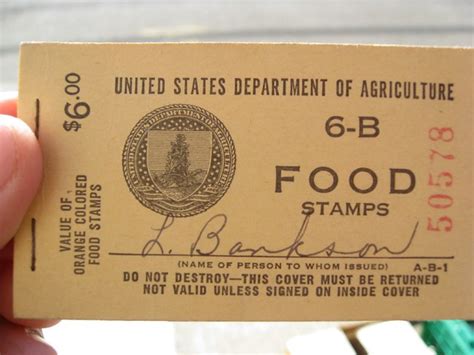 $6.00
VALUE OF
ORANGE COLORED
FOOD STAMPS
UNITED STATES DEPARTMENT OF AGRICULTURE
6-B
FOOD
STAMPS
50578
L. Bankson
(NAME OF PERSON TO WHOM ISSUED)
A-B-1
DO NOT DESTROY—THIS COVER MUST BE RETURNED
NOT VALID UNLESS SIGNED ON INSIDE COVER